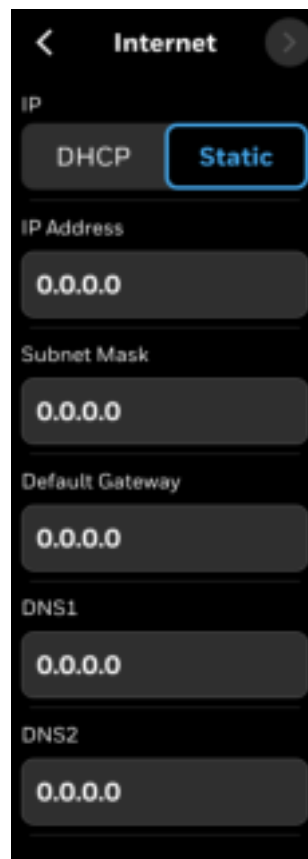 Internet
IP
DHCP Static
IP Address
0.0.0.0
Subnet Mask
0.0.0.0
Default Gateway
0.0.0.0
DNS1
0.0.0.0
DNS2
0.0.0.0